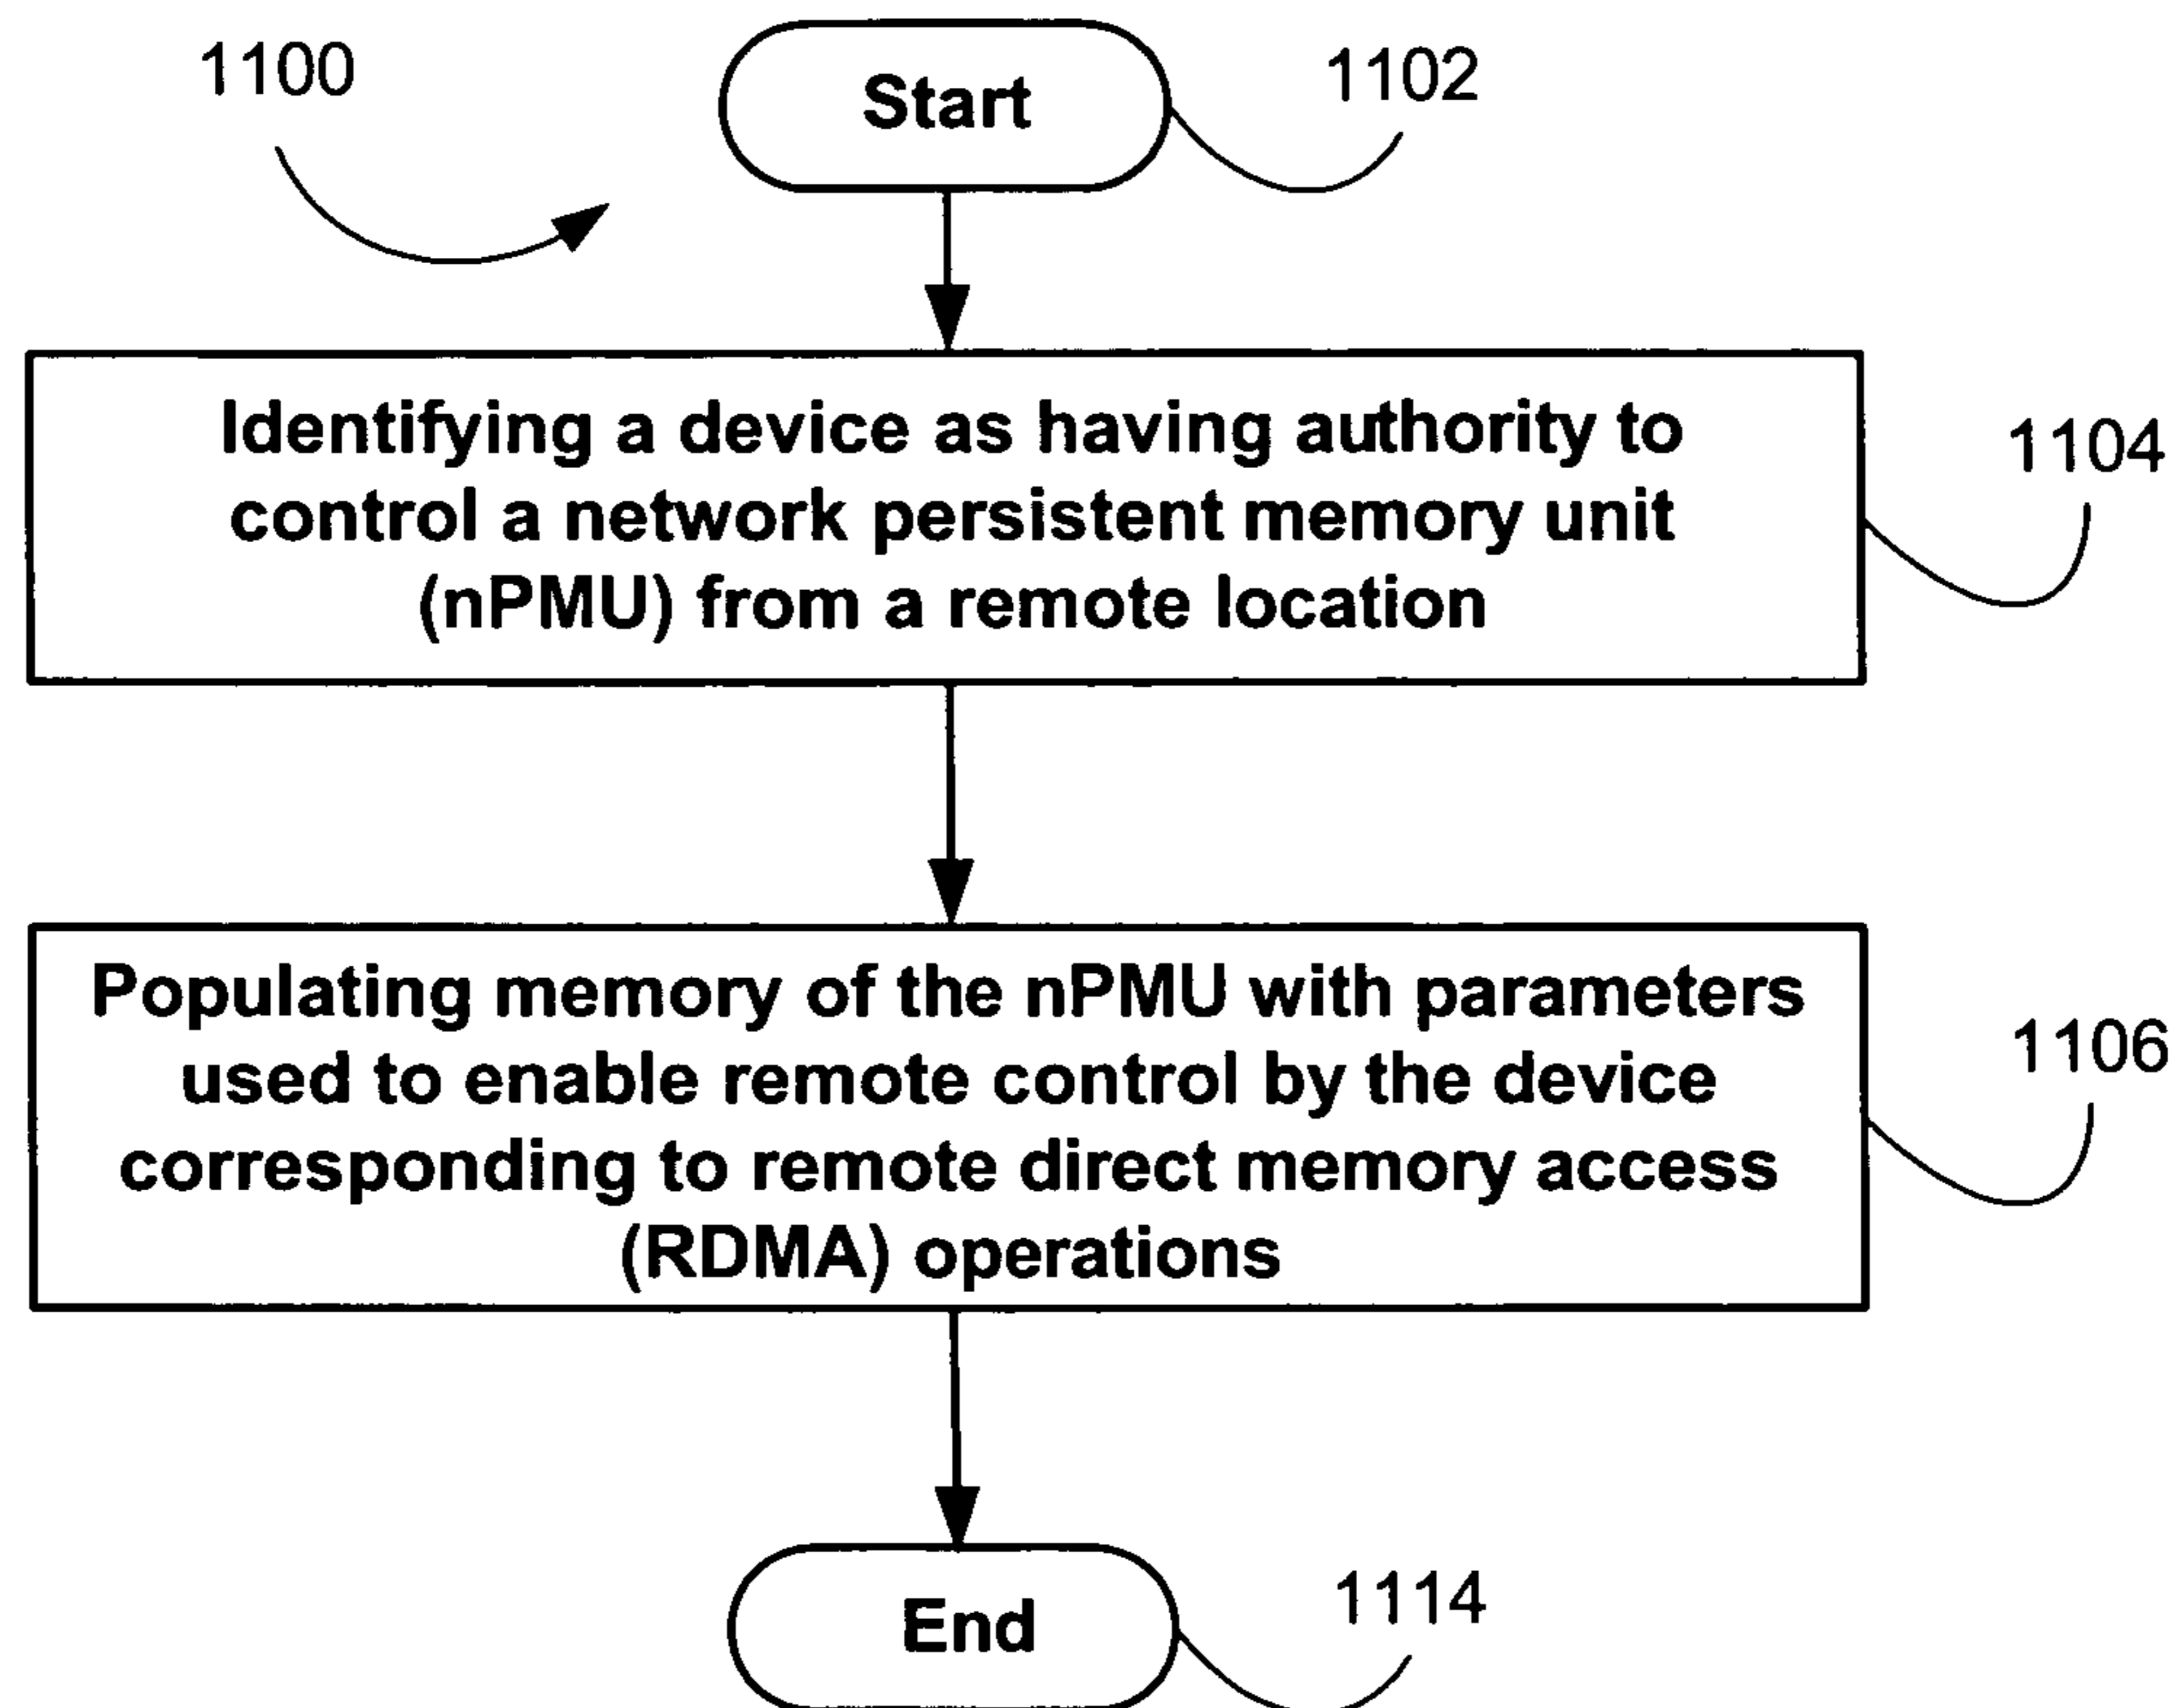 1100
Start
1102
Identifying a device as having authority to
control a network persistent memory unit
(nPMU) from a remote location
1104
Populating memory of the nPMU with parameters
used to enable remote control by the device
corresponding to remote direct memory access
(RDMA) operations
1106
End
1114